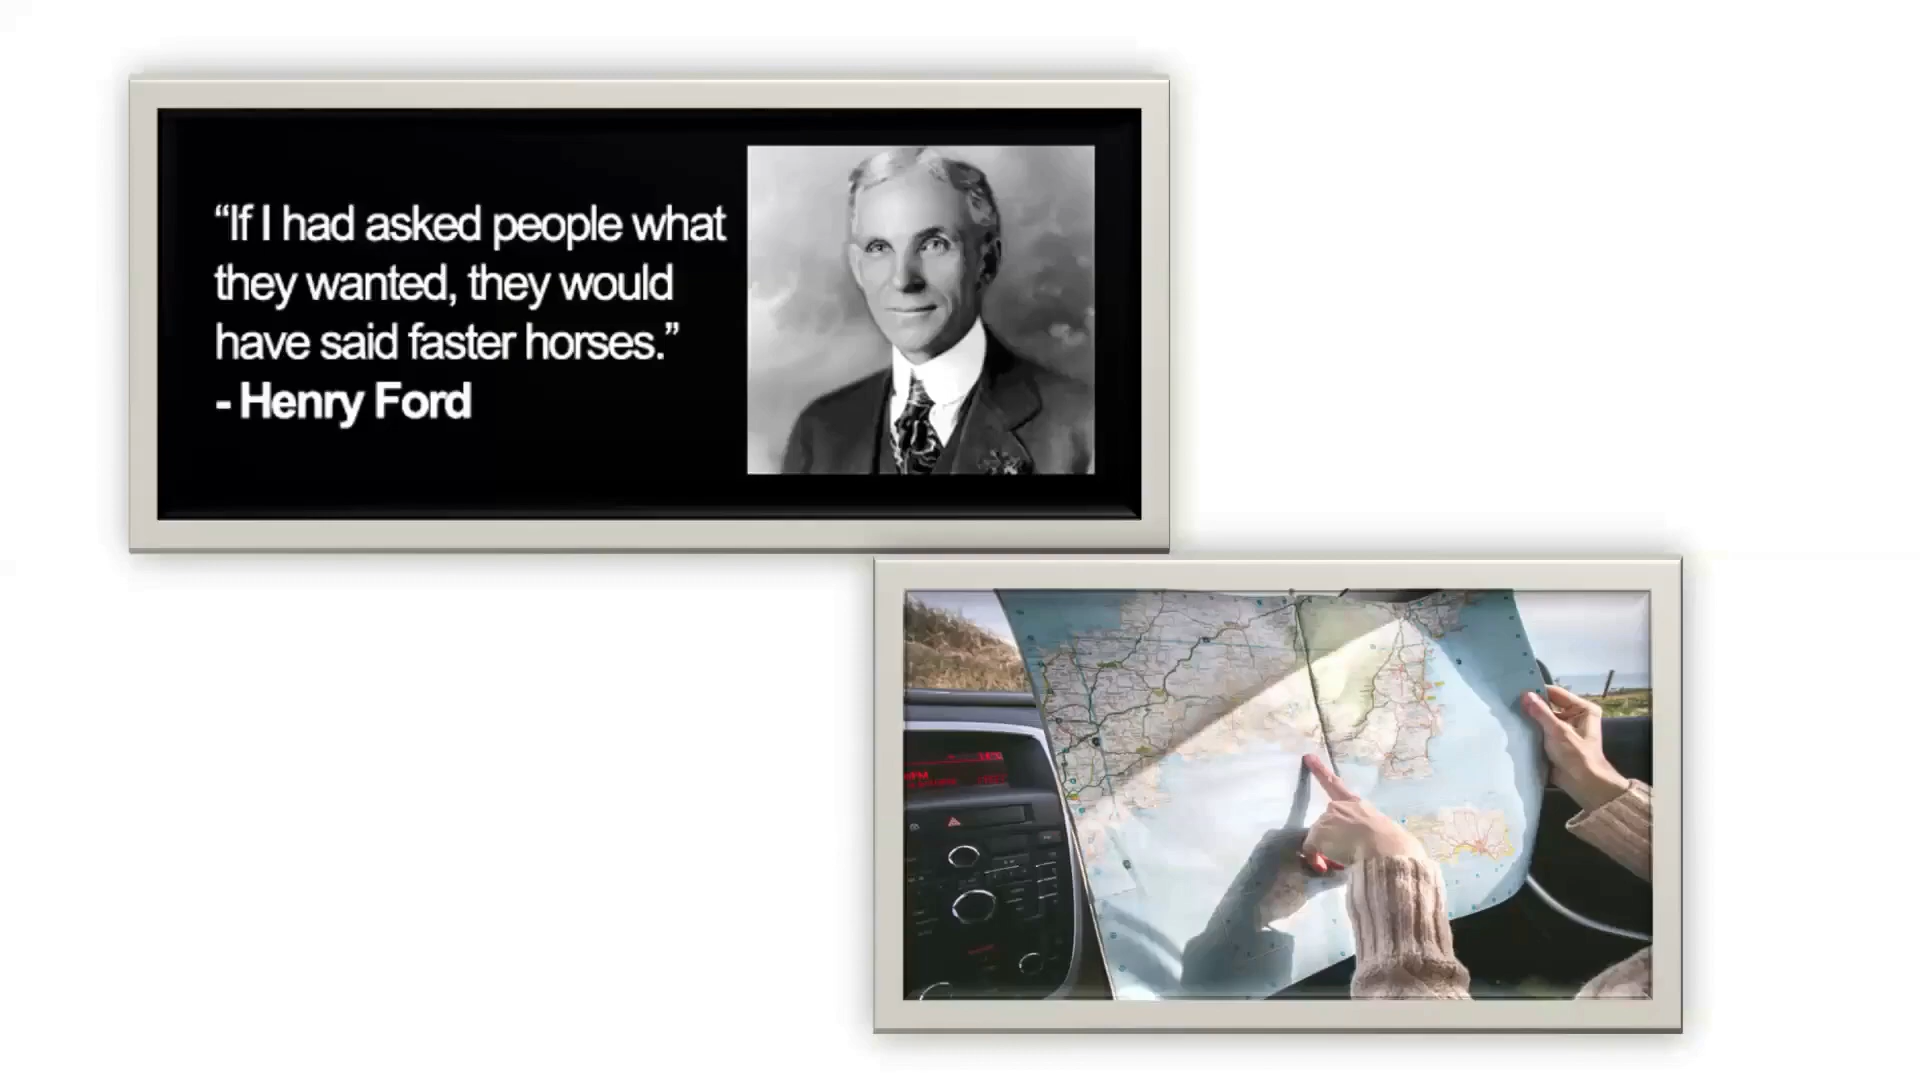 “If I had asked people what
they wanted, they would
have said faster horses.”
- Henry Ford